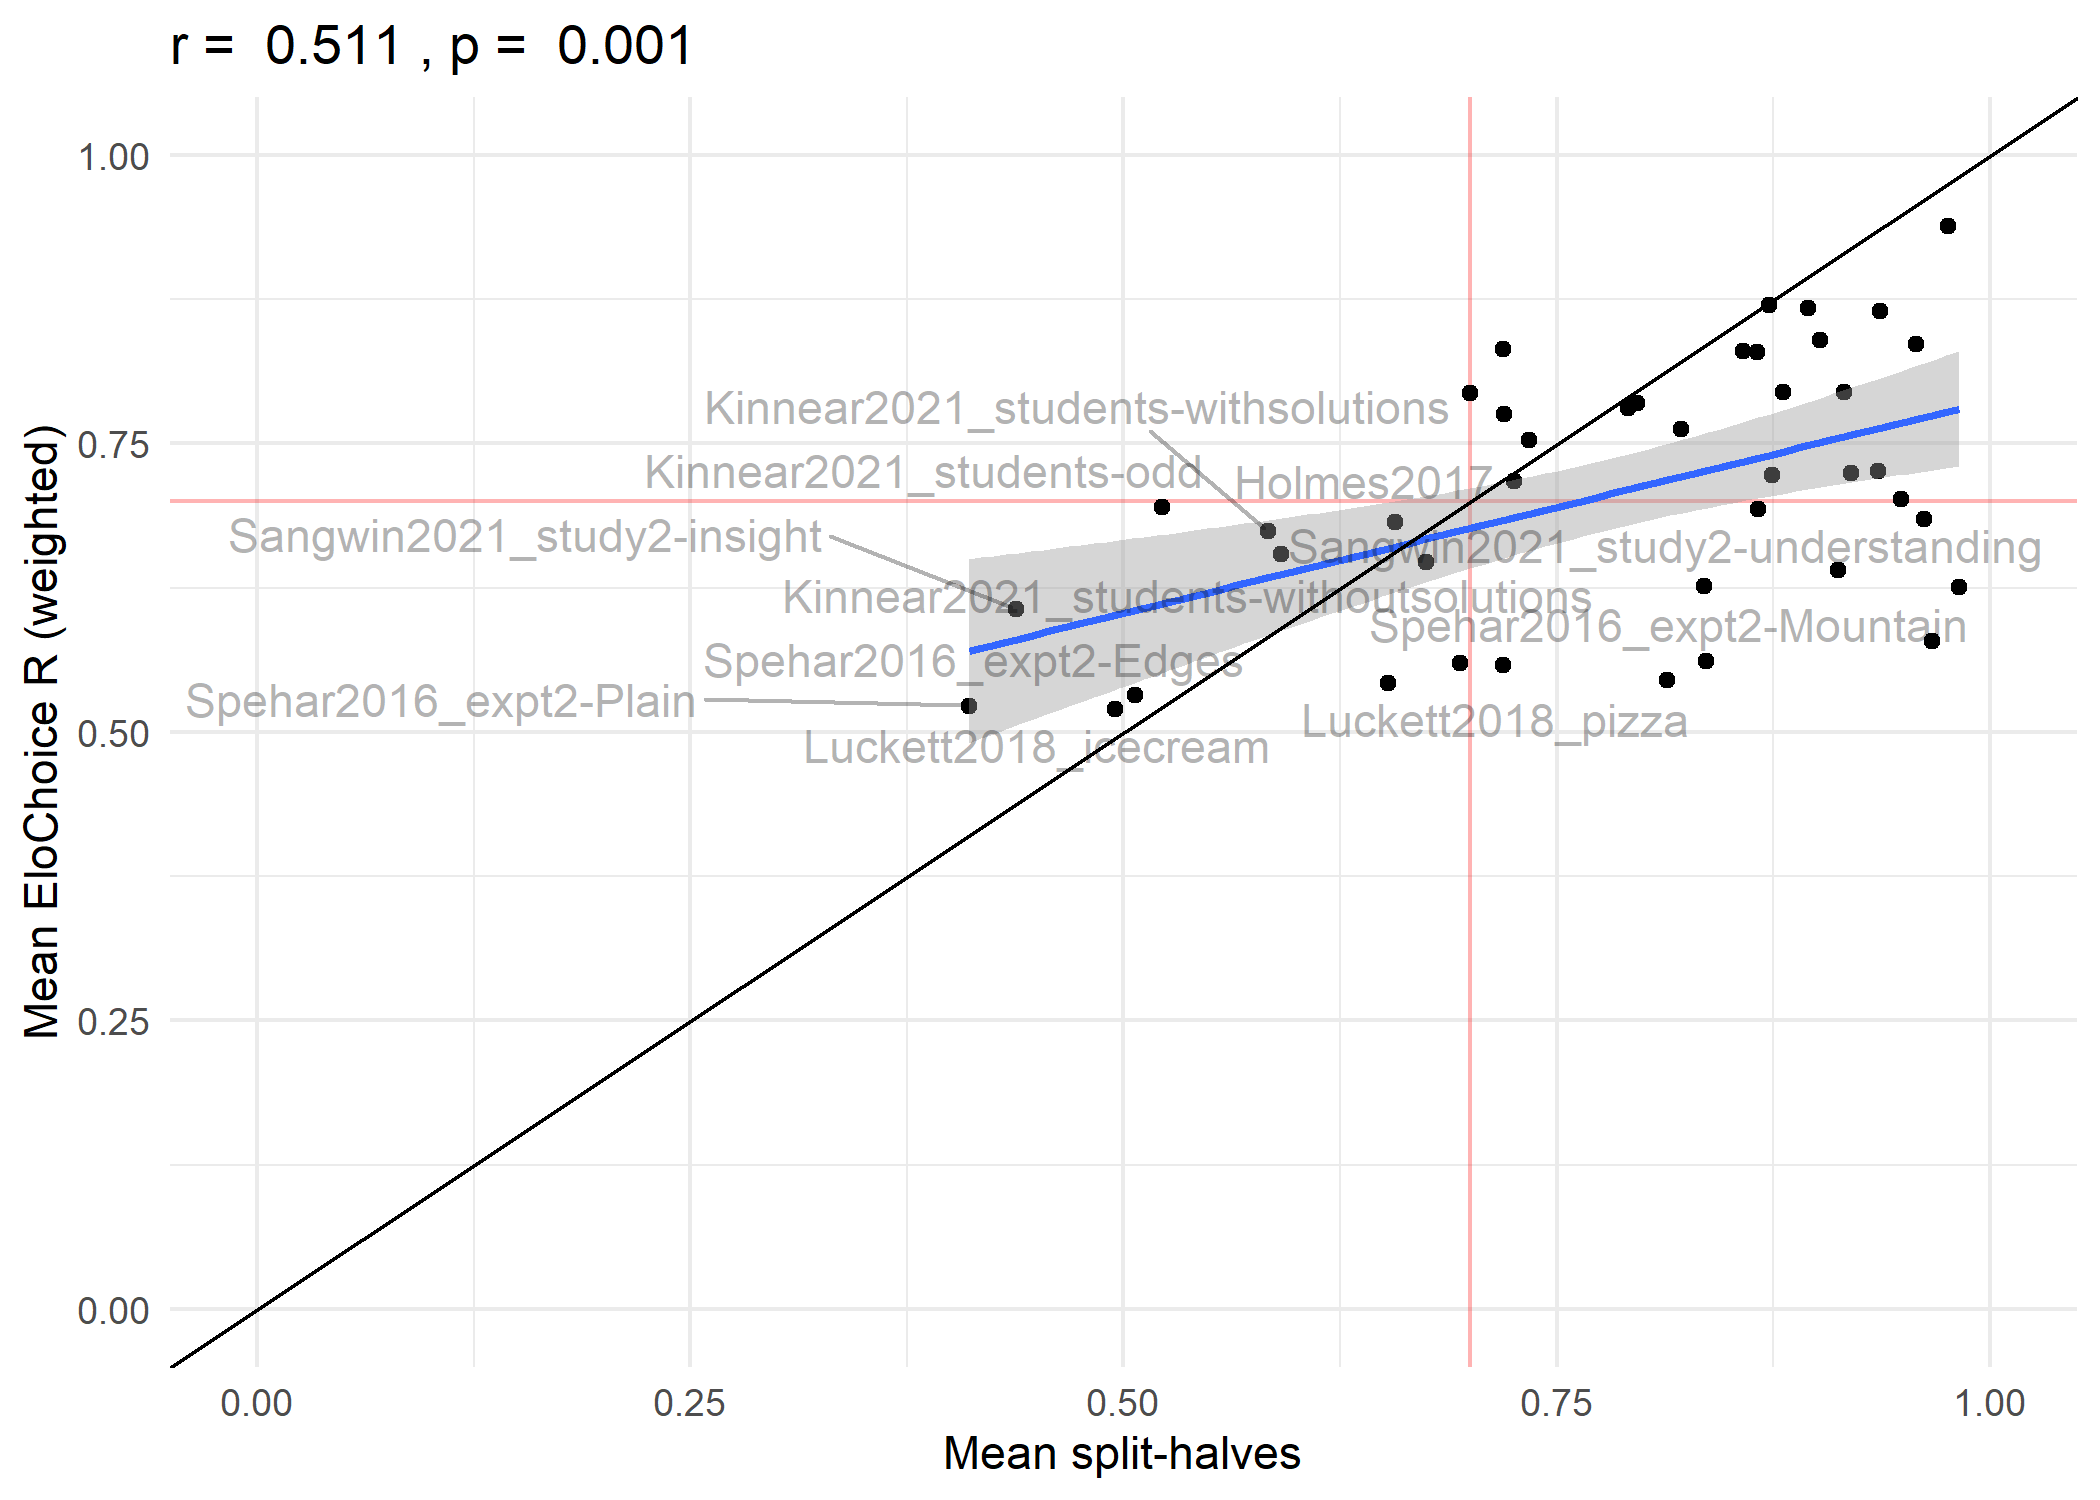 r =  0.511 , p =  0.001
Mean EloChoice R (weighted)
1.00
0.75
0.50
0.25
0.00
Kinnear2021_students-withsolutions
Kinnear2021_students-odd
Holmes2017
Sangwin2021_study2-insight
Sangwin2021_study2-understanding
Kinnear2021_students-withoutsolutions
Spehar2016_expt2-Mountain
Spehar2016_expt2-Edges
Spehar2016_expt2-Plain
Luckett2018_pizza
Luckett2018_icecream
0.00
0.25
0.50
0.75
1.00
Mean split-halves